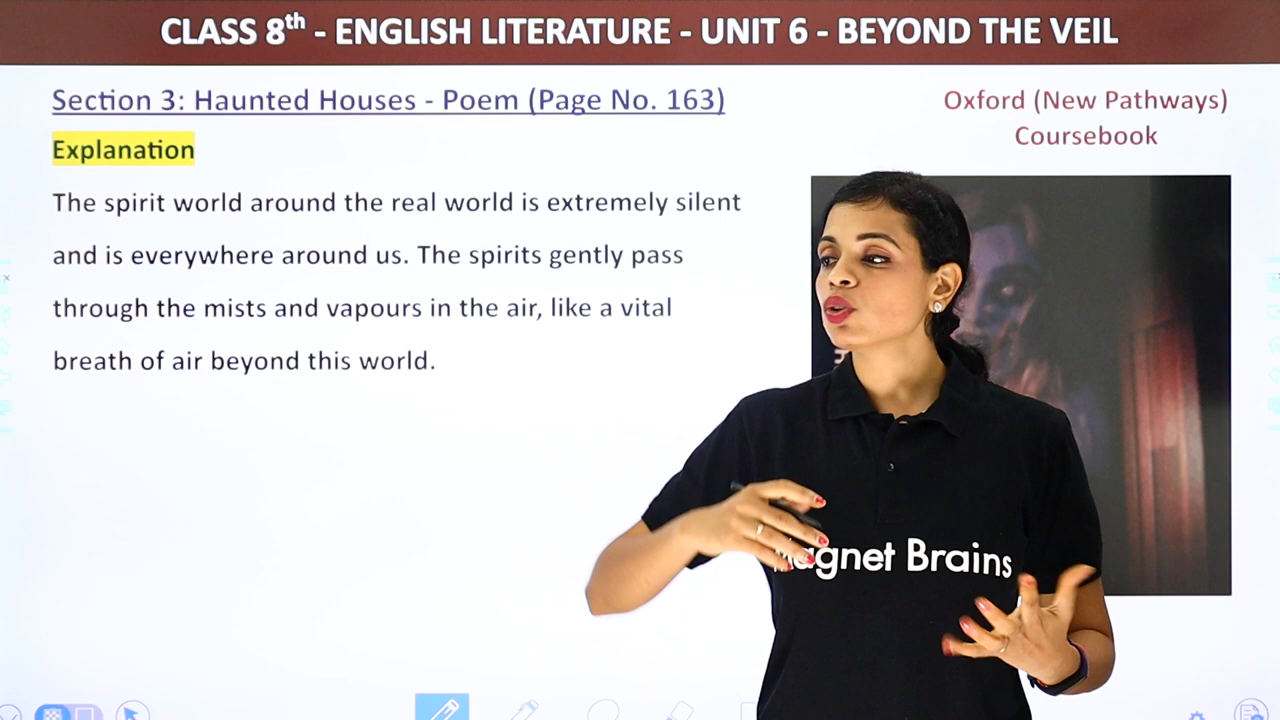 CLASS 8th - ENGLISH LITERATURE - UNIT 6 - BEYOND THE VEIL
Section 3: Haunted Houses - Poem (Page No. 163)
Oxford (New Pathways)
Coursebook
Explanation
The spirit world around the real world is extremely silent
and is everywhere around us. The spirits gently pass
through the mists and vapours in the air, like a vital
breath of air beyond this world.
Magnet Brains